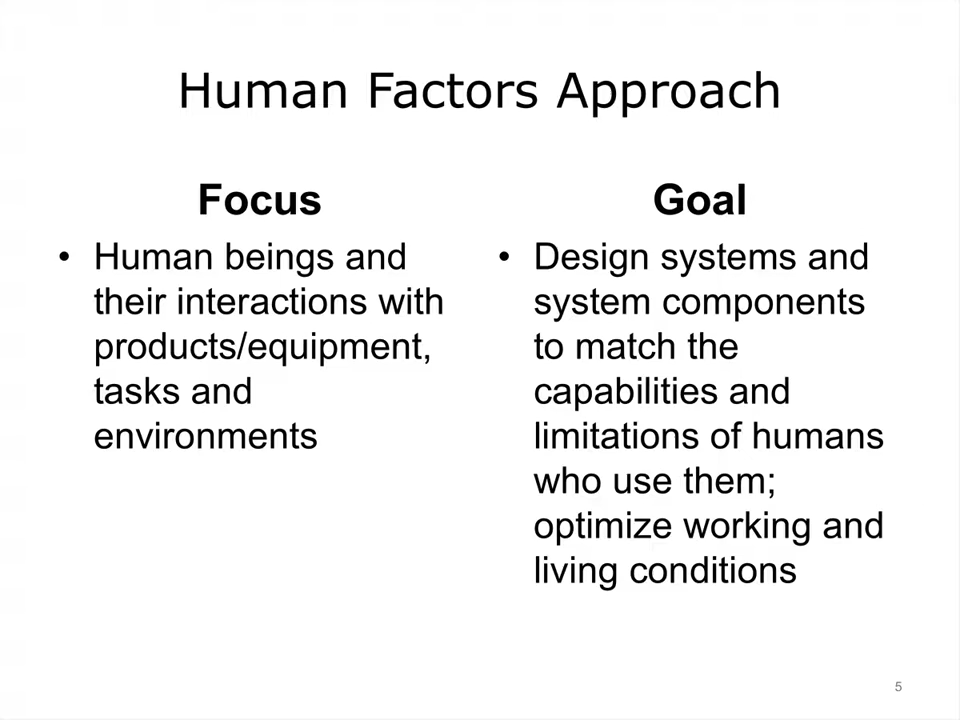 Human Factors Approach
Focus
• Human beings and
their interactions with
products/equipment,
tasks and
environments
Goal
• Design systems and
system components
to match the
capabilities and
limitations of humans
who use them;
optimize working and
living conditions
5